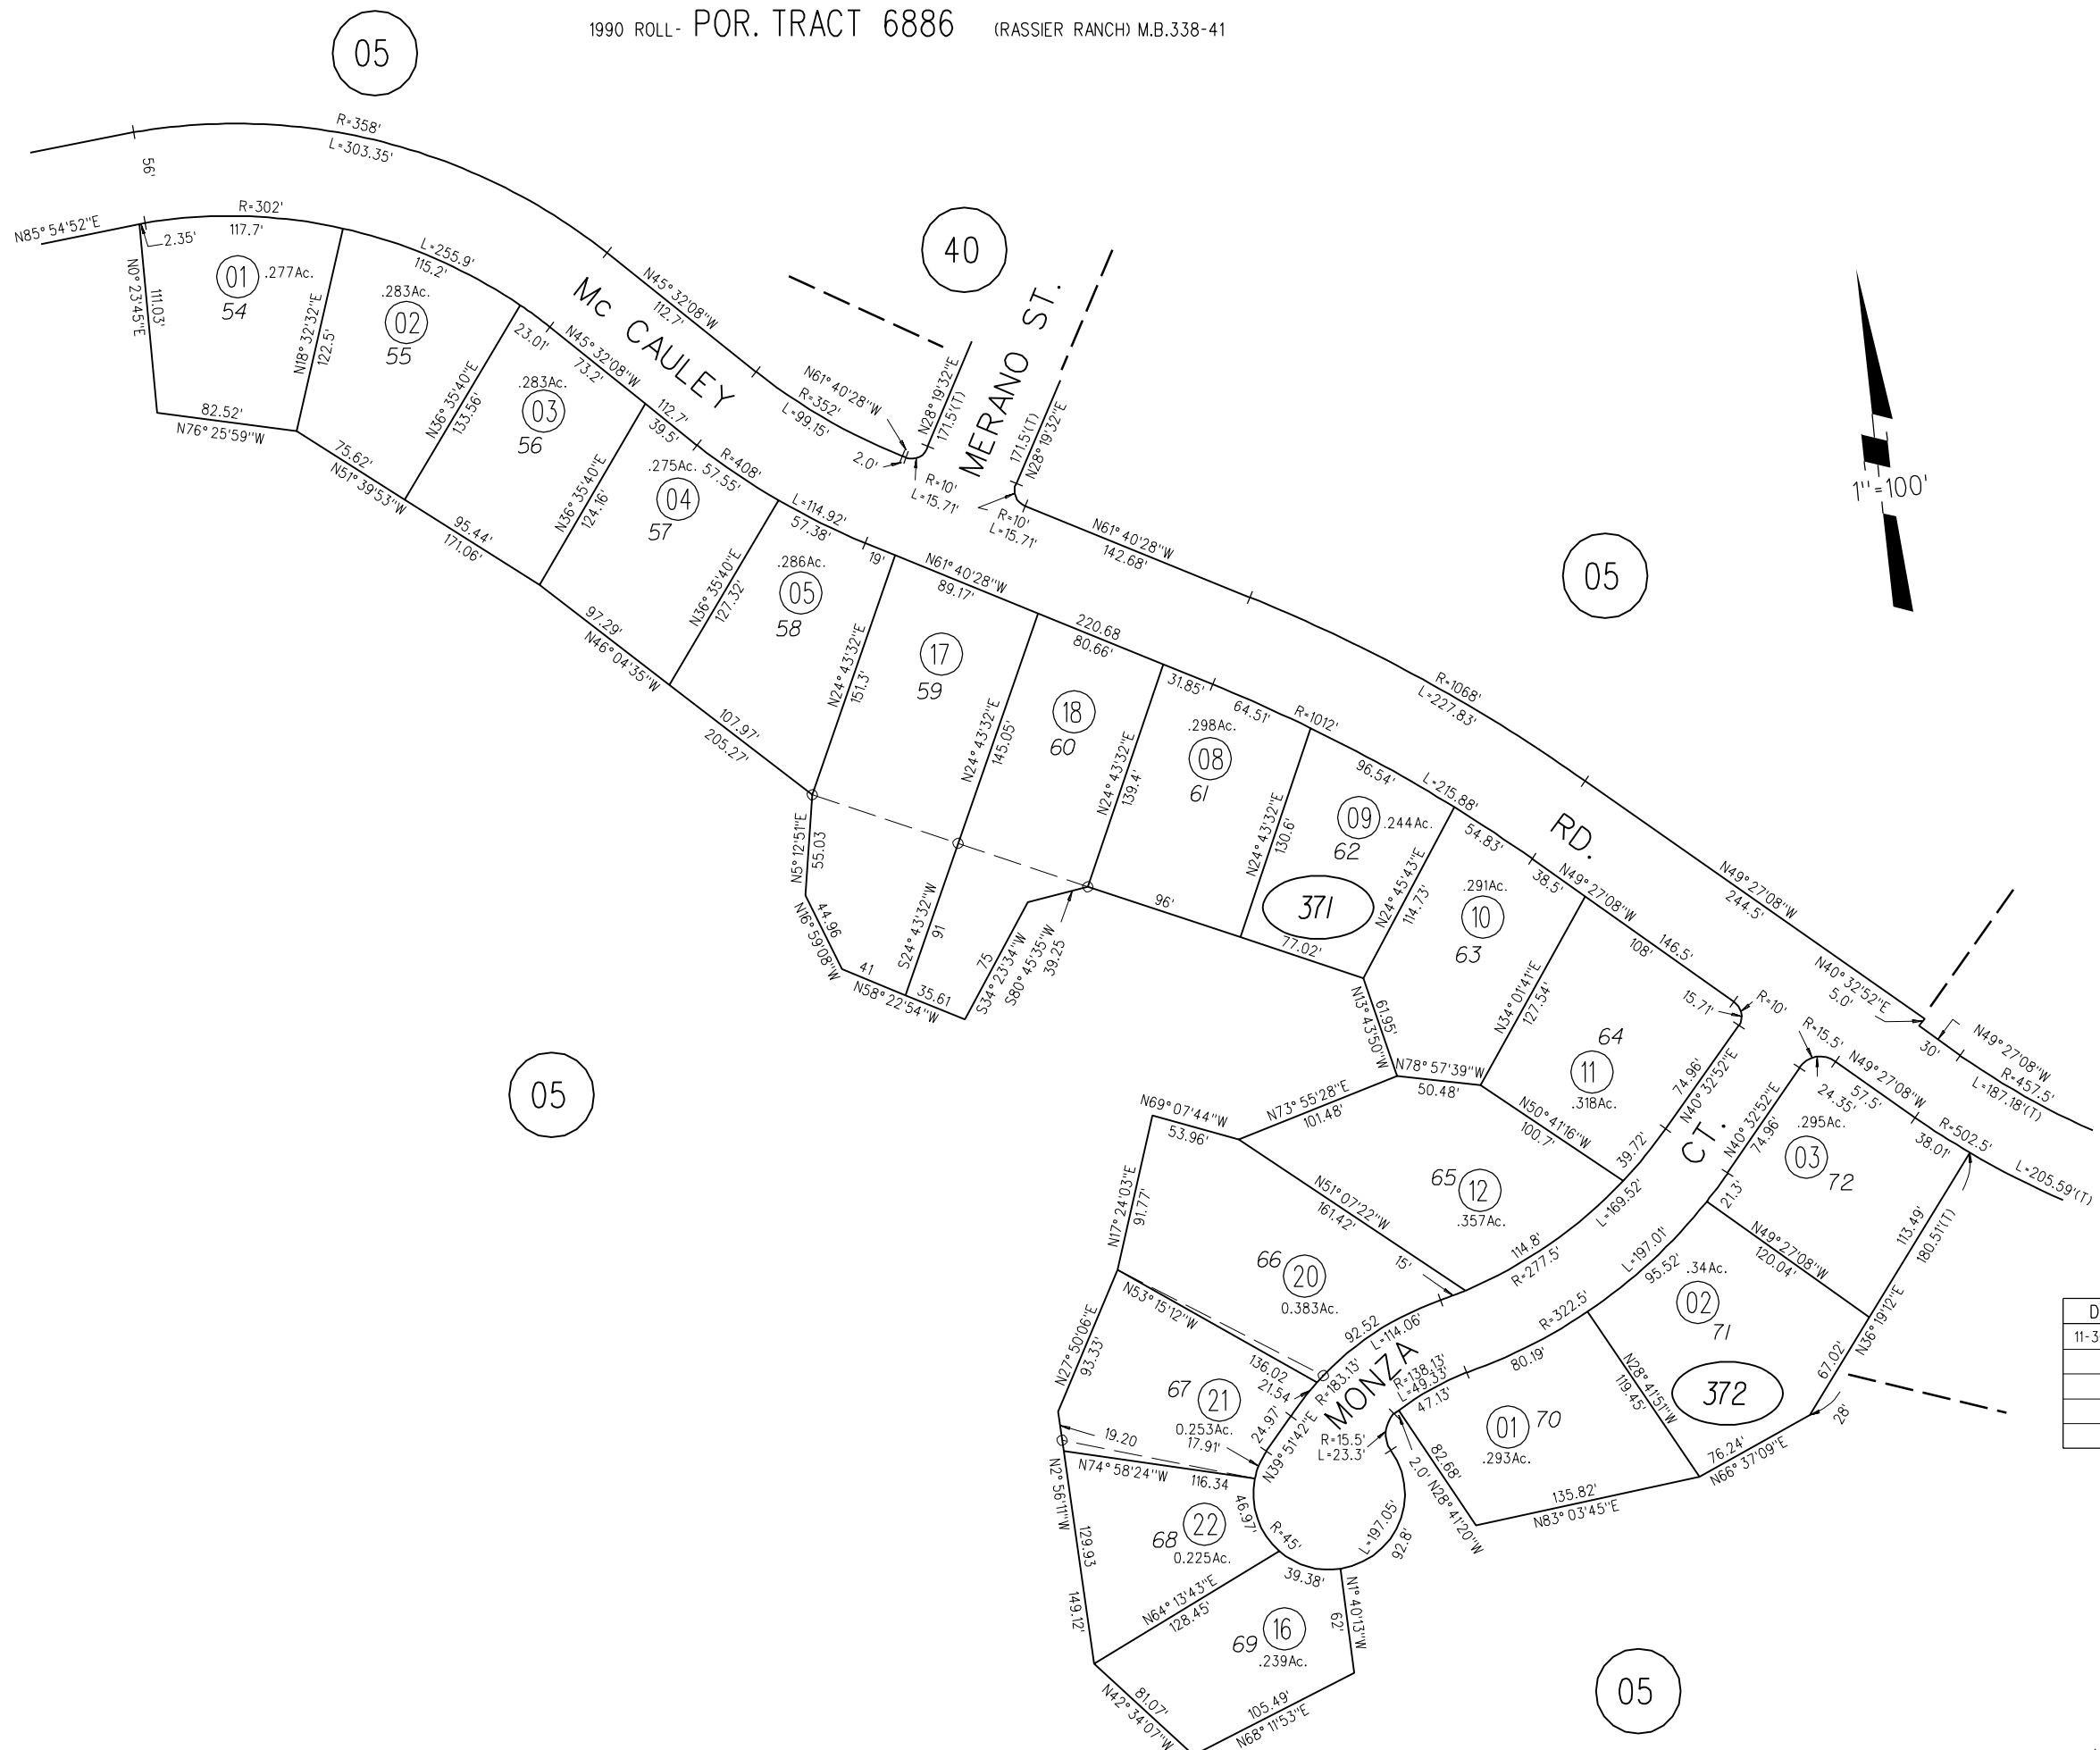 1990 ROLL- POR. TRACT 6886 (RASSIER RANCH) M.B.338-41
05
R=358'
L=303.35'
56'
N85°54'52"E
2.35'
R=302'
117.7'
L=255.9'
115.2'
N0°23'45"E
111.03'
01
.277Ac.
54
N18°32'32"E
122.5'
82.52'
N76°25'59"W
.283Ac.
02
55
N36°35'40"E
133.56'
75.62'
N51°39'53"W
95.44'
171.06'
23.01'
N45°32'08"W
73.2'
.283Ac.
03
56
N36°35'40"E
124.16'
112.7'
39.5'
Mc CAULEY
N45°32'08"W
112.7'
40
N61°40'28"W
R=352'
L=99.15'
2.0'
N28°19'32"E
171.5'(T)
R=10'
L=15.71'
MERANO ST.
171.5'(T)
N28°19'32"E
R=10'
L=15.71'
R=408'
57.55'
.275Ac.
04
57
N36°35'40"E
127.32'
97.29'
N46°04'35"W
L=114.92'
57.38'
19'
.286Ac.
05
58
107.97'
205.27'
N24°43'32"E
151.3'
N61°40'28"W
89.17'
17
59
N61°40'28"W
142.68'
220.68
80.66'
N24°43'32"E
145.05'
18
60
N24°43'32"E
139.4'
31.85'
64.51'
R=1012'
.298Ac.
08
61
05
1"=100'
R=1068'
L=227.83'
96.54'
L=215.88'
54.83'
N24°43'32"E
130.6'
09
.244Ac.
62
371
N24°45'43"E
114.73'
RD.
38.5'
N49°27'08"W
146.5'
108'
N49°27'08"W
244.5'
.291Ac.
10
63
N5°12'51"E
55.03
44.96
N16°59'08"W
41
N58°22'54"W
35.61
S24°43'32"W
91
75
S34°23'34"W
S80°45'35"W
39.25
96'
77.02'
61.95'
N13°43'50"W
N34°01'41"E
127.54'
N78°57'39"W
50.48'
15.71'
R=10'
N40°32'52"E
5.0'
30'
N49°27'08"W
R=457.5'
L=187.18'(T)
05
64
11
.318Ac.
74.96'
N40°32'52"E
CT.
R=15.5'
24.35'
N49°27'08"W
57.5'
N40°32'52"E
74.96'
.295Ac.
03
72
38.01'
R=502.5'
L=205.59'(T)
N69°07'44"W
53.96'
N73°55'28"E
101.48'
N50°41'16"W
100.7'
39.72'
L=169.52'
65
12
.357Ac.
N51°07'22"W
161.42'
15'
114.8'
R=277.5'
21.3'
L=197.01'
95.52'
R=322.5'
N49°27'08"W
120.04'
113.49'
180.51'(T)
N36°19'12"E
67.02'
28'
.34Ac.
02
71
372
N17°24'03"E
91.77'
66
20
0.383Ac.
N53°15'12"W
136.02
92.52
L=114.06'
R=183.13'
MONZA
R=138.13'
L=49.33'
47.13'
80.19'
N28°41'51"W
119.45'
76.24'
N66°37'09"E
N27°50'06"E
93.33'
67
21
0.253Ac.
21.54
24.97'
N39°51'42"E
17.91'
19.20
N74°58'24"W
116.34
R=15.5'
L=23.3'
2.0'
82.68'
N28°41'20"W
01
70
.293Ac.
135.82'
N83°03'45"E
N2°56'11"W
129.93
149.12'
68
22
0.225Ac.
46.97'
R=45'
39.38'
L=197.05'
92.8'
N64°13'43"E
128.45'
N1°40'13"W
62'
69
16
.239Ac.
81.07'
N42°34'07"W
105.49'
N68°11'53"E
05
D
11-3